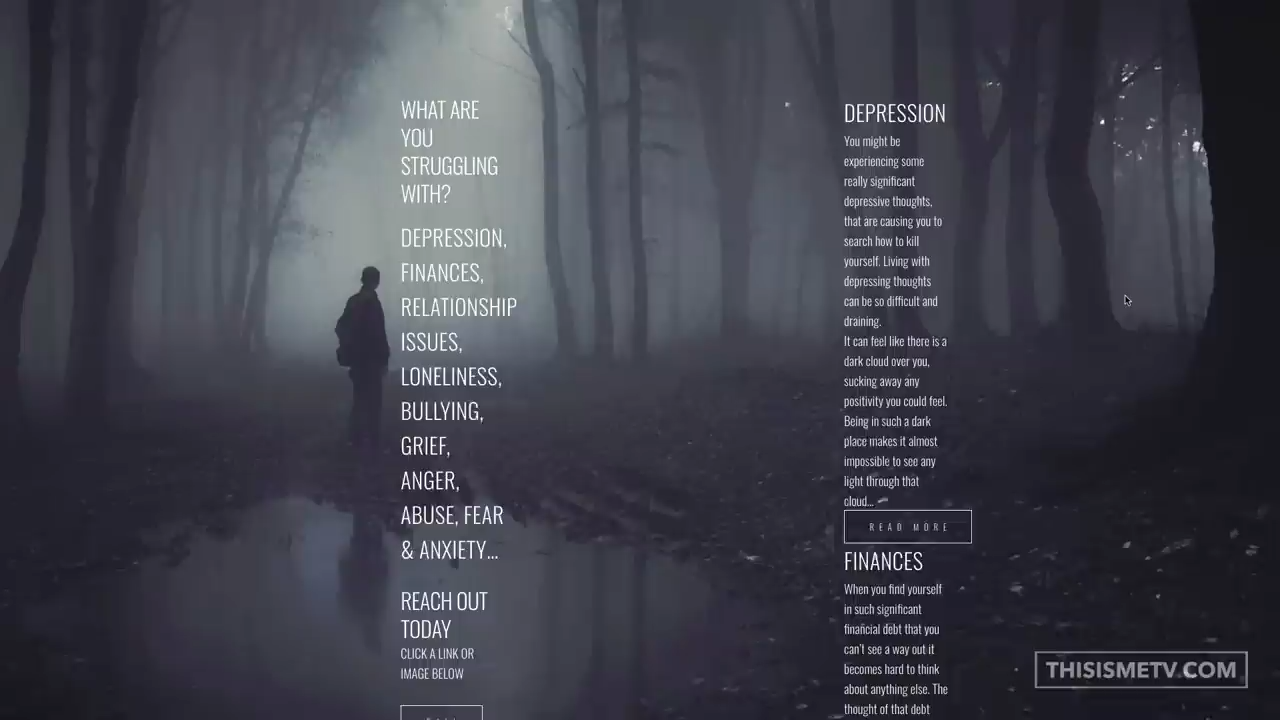 WHAT ARE
YOU
STRUGGLING
WITH?
DEPRESSION,
FINANCES,
RELATIONSHIP
ISSUES,
LONELINESS,
BULLYING,
GRIEF,
ANGER,
ABUSE, FEAR
& ANXIETY...
REACH OUT
TODAY
CLICK A LINK OR
IMAGE BELOW
DEPRESSION
You might be
experiencing some
really significant
depressive thoughts,
that are causing you to
search how to kill
yourself. Living with
depressing thoughts
can be so difficult and
draining.
It can feel like there is a
dark cloud over you,
sucking away any
positivity you could feel.
Being in such a dark
place makes it almost
impossible to see any
light through that
cloud...
READ MORE
FINANCES
When you find yourself
in such significant
financial debt that you
can't see a way out it
becomes hard to think
about anything else. The
thought of that debt
THISISMETV.COM